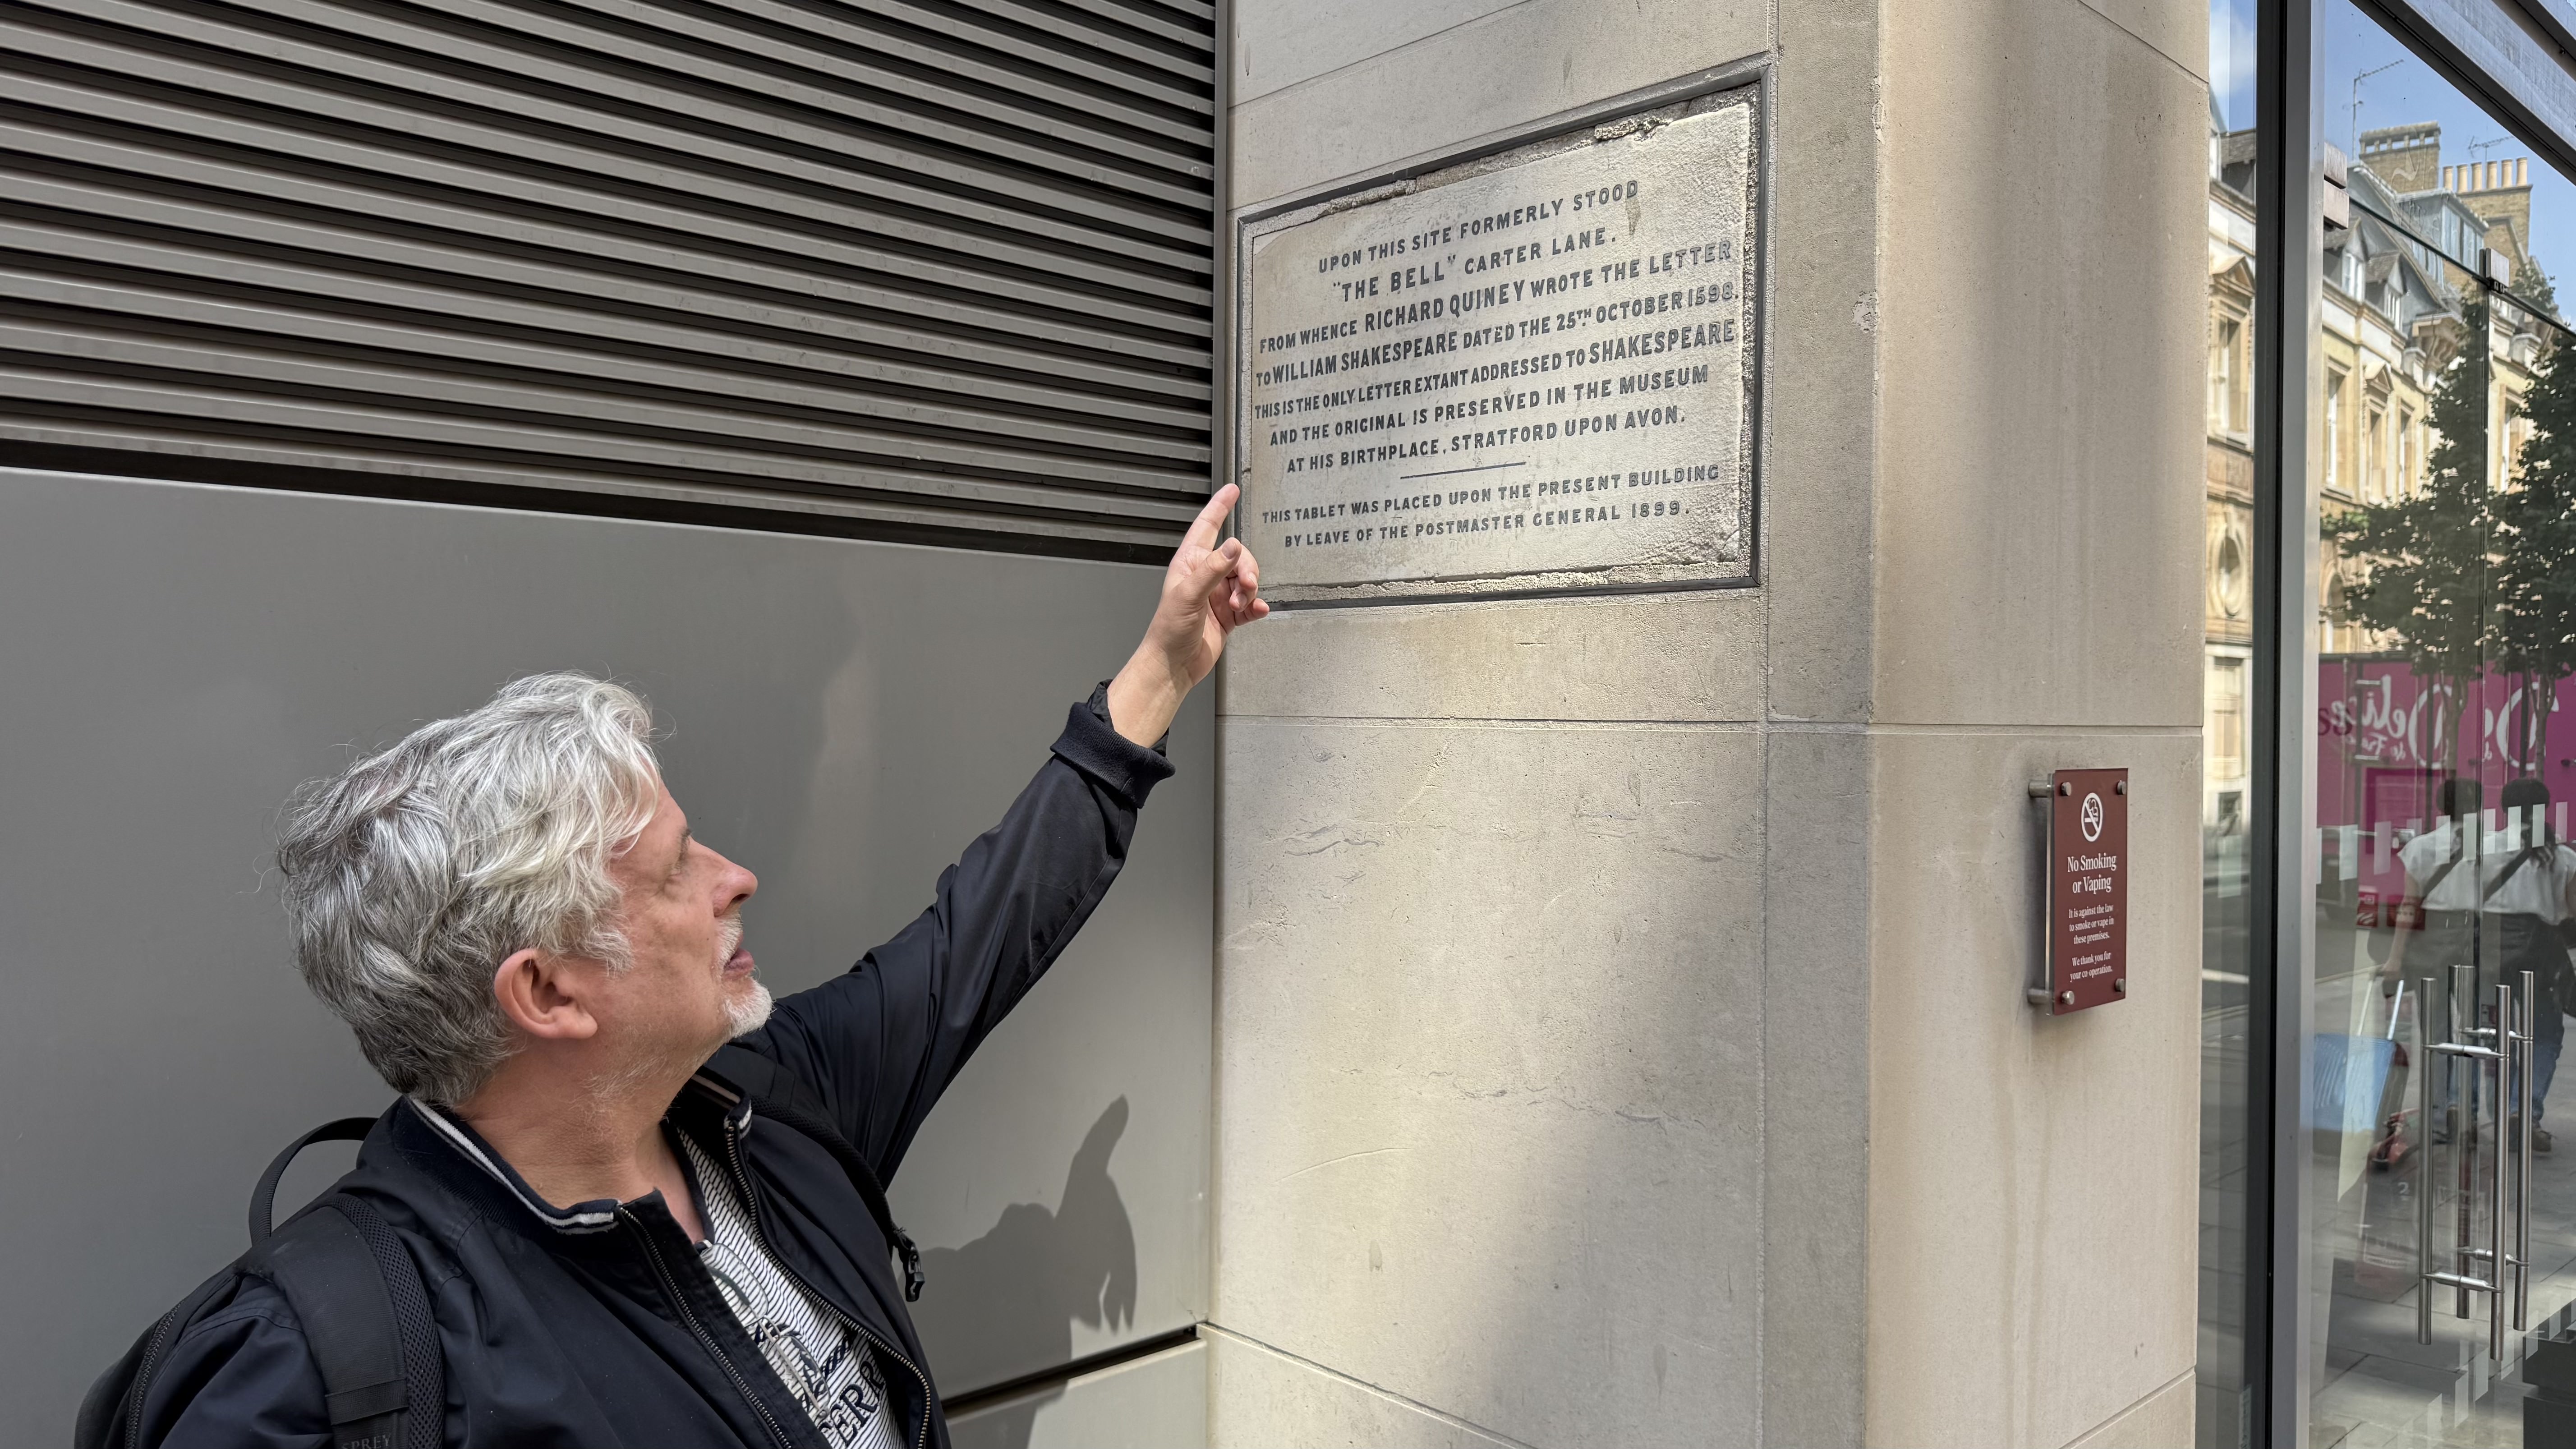 UPON THIS SITE FORMERLY STOOD
"THE BELL" CARTER LANE.
FROM WHENCE RICHARD QUINEY WROTE THE LETTER
TO WILLIAM SHAKESPEARE DATED THE 25TH OCTOBER 1598.
THIS IS THE ONLY LETTER EXTANT ADDRESSED TO SHAKESPEARE
AND THE ORIGINAL IS PRESERVED IN THE MUSEUM
AT HIS BIRTHPLACE, STRATFORD UPON AVON.
THIS TABLET WAS PLACED UPON THE PRESENT BUILDING
BY LEAVE OF THE POSTMASTER GENERAL 1899.
No Smoking
or Vaping
It is against the law
to smoke or vape in
these premises.
We thank you for
your co-operation.